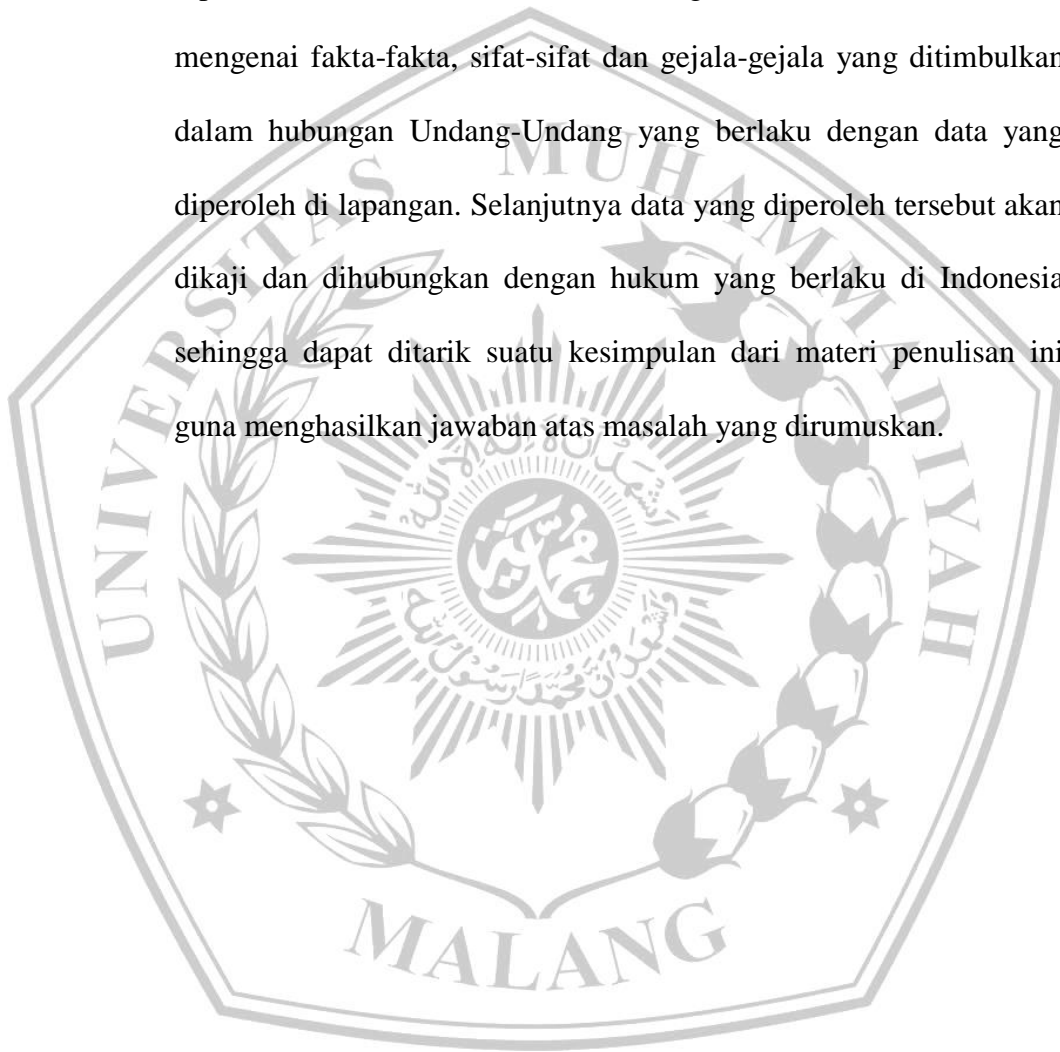 mengenai fakta-fakta, sifat-sifat dan gejala-gejala yang ditimbulkan
dalam hubungan Undang-Undang yang berlaku dengan data yang
diperoleh di lapangan. Selanjutnya data yang diperoleh tersebut akan
dikaji dan dihubungkan dengan hukum yang berlaku di Indonesia
sehingga dapat ditarik suatu kesimpulan dari materi penulisan ini
guna menghasilkan jawaban atas masalah yang dirumuskan.
UNIVERSITAS MUHAMMADIYAH
MALANG